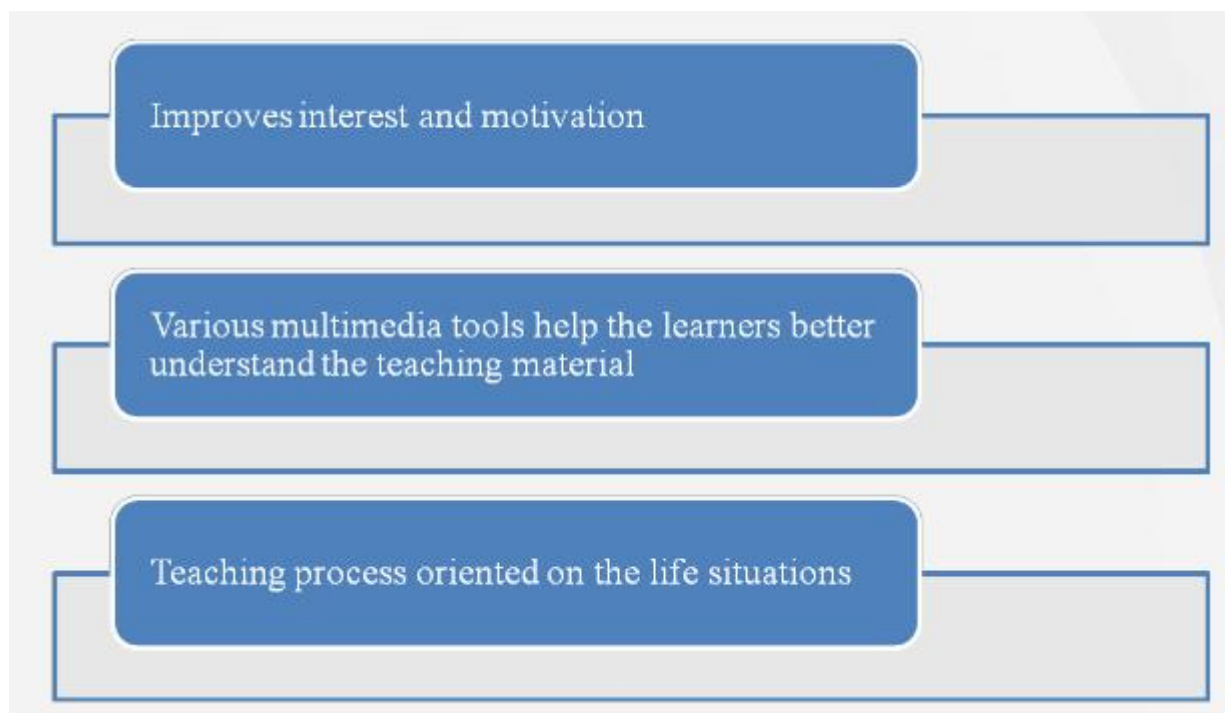 Improves interest and motivation
Various multimedia tools help the learners better
understand the teaching material
Teaching process oriented on the life situations